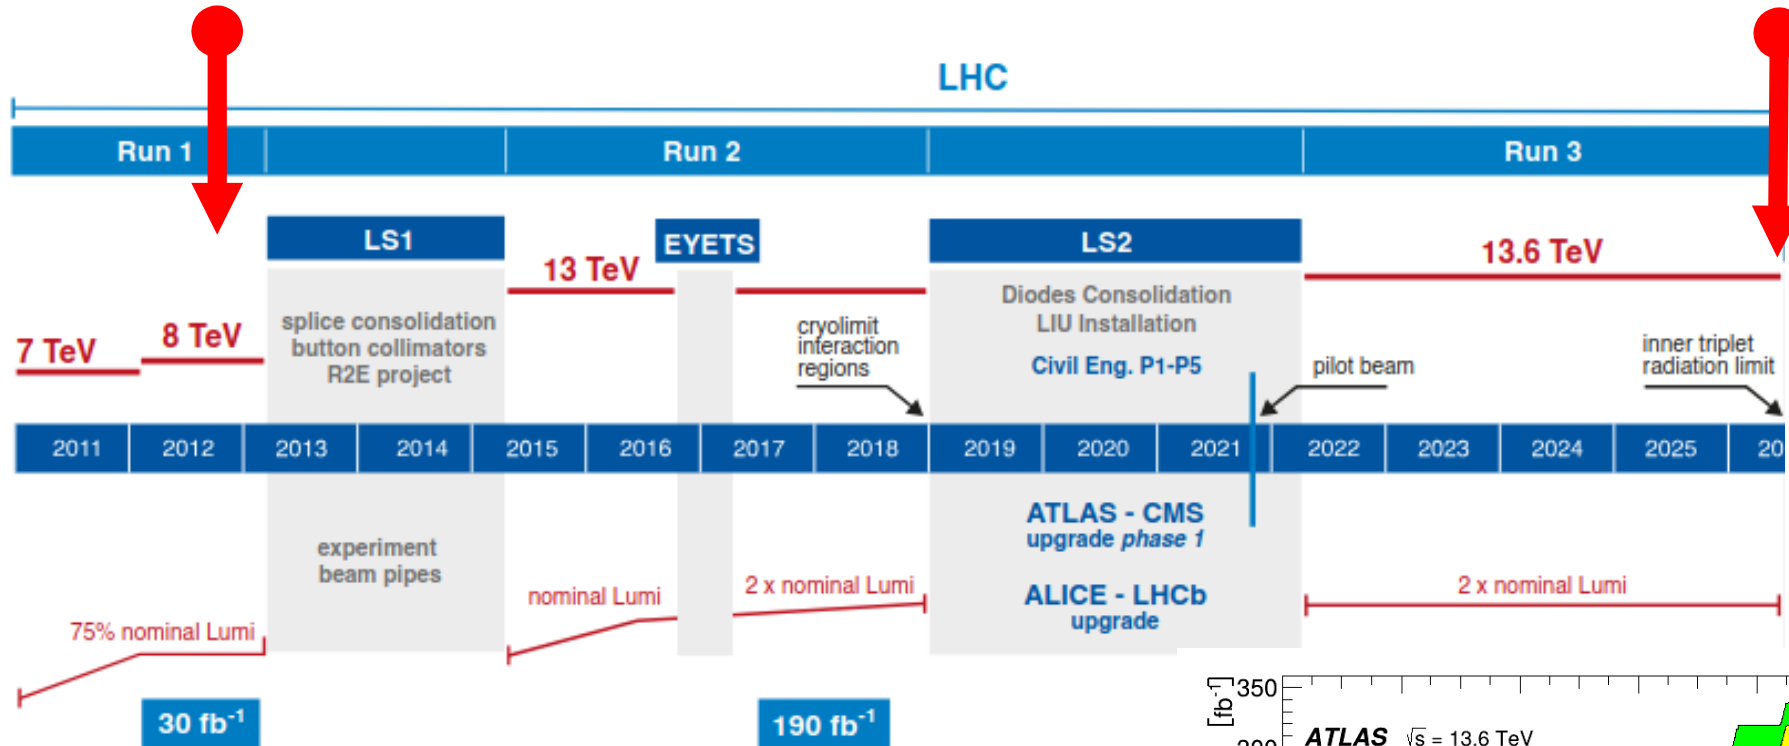 LHC
Run 1
Run 2
Run 3
LS1
EYETS
LS2
13.6 TeV
13 TeV
8 TeV
7 TeV
splice consolidation
button collimators
R2E project
cryolimit
interaction
regions
Diodes Consolidation
LIU Installation
Civil Eng. P1-P5
pilot beam
inner triplet
radiation limit
2011 2012 2013 2014 2015 2016 2017 2018 2019 2020 2021 2022 2023 2024 2025 20
experiment
beam pipes
ATLAS - CMS
upgrade phase 1
ALICE - LHCb
upgrade
75% nominal Lumi
nominal Lumi
2 x nominal Lumi
2 x nominal Lumi
30 fb⁻¹
190 fb⁻¹
[fb⁻¹]
350
ATLAS √s = 13.6 TeV